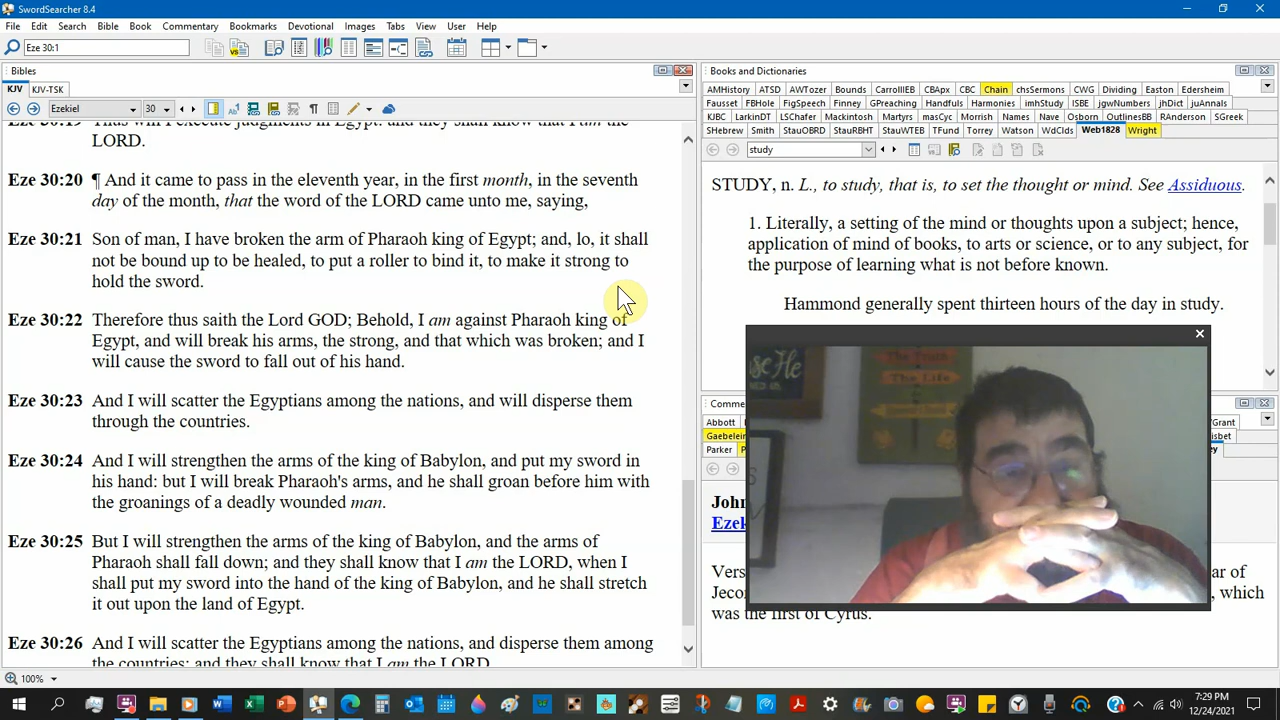 SwordSearcher 8.4
File Edit Search Bible Book Commentary Bookmarks Devotional Images Tabs View User Help
Eze 30:1
Bibles
KJV KJV-TSK
Ezekiel 30
LORD.
Eze 30:20 ¶ And it came to pass in the eleventh year, in the first month, in the seventh
day of the month, that the word of the LORD came unto me, saying,
Eze 30:21 Son of man, I have broken the arm of Pharaoh king of Egypt; and, lo, it shall
not be bound up to be healed, to put a roller to bind it, to make it strong to
hold the sword.
Eze 30:22 Therefore thus saith the Lord GOD; Behold, I am against Pharaoh king of
Egypt, and will break his arms, the strong, and that which was broken; and I
will cause the sword to fall out of his hand.
Eze 30:23 And I will scatter the Egyptians among the nations, and will disperse them
through the countries.
Eze 30:24 And I will strengthen the arms of the king of Babylon, and put my sword in
his hand: but I will break Pharaoh's arms, and he shall groan before him with
the groanings of a deadly wounded man.
Eze 30:25 But I will strengthen the arms of the king of Babylon, and the arms of
Pharaoh shall fall down; and they shall know that I am the LORD, when I
shall put my sword into the hand of the king of Babylon, and he shall stretch
it out upon the land of Egypt.
Eze 30:26 And I will scatter the Egyptians among the nations, and disperse them among
the countries; and they shall know that I am the LORD.
100%
Books and Dictionaries
AMHistory ATSD AWTozer Bounds CarrollEB CBApx CBC Chain chsSermons CWG Dividing Easton Edersheim
Fausset FBHole FigSpeech Finney GPreaching Handfuls Harmonies imhStudy ISBE jgwNumbers jhDict juAnnals
KJBC LarkinDT LSChafer Mackintosh Martyrs masCyc Morrish Names Nave Osborn OutlinesBB RAnderson SGreek
SHebrew Smith StauOBRD StauRBHT StauWTEB TFund Torrey Watson WdClds Web1828 Wright
study
STUDY, n. L., to study, that is, to set the thought or mind. See Assiduous.
1. Literally, a setting of the mind or thoughts upon a subject; hence,
application of mind of books, to arts or science, or to any subject, for
the purpose of learning what is not before known.
Hammond generally spent thirteen hours of the day in study.
The Truth
The Life
Abbott
Parker
was the first of Cyrus.
which
7:29 PM
12/24/2021